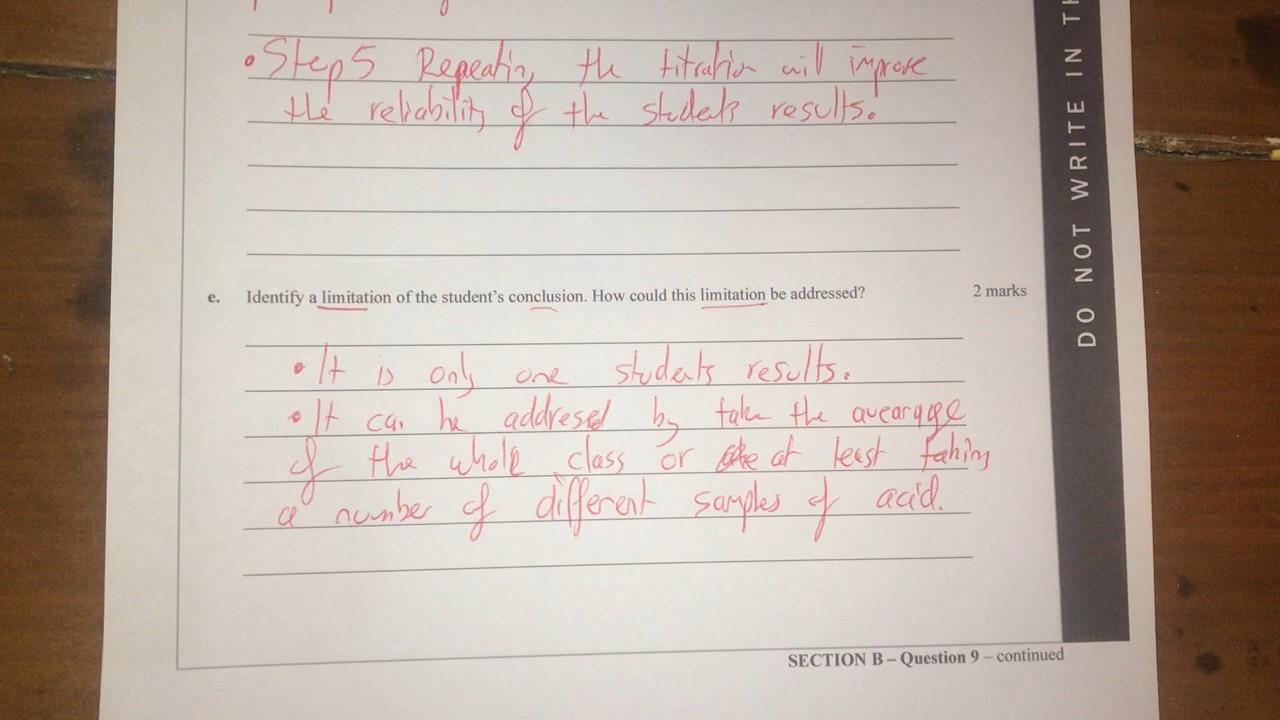 • Step 5 Repeating the titration will improve
the reliability of the students results.
e. Identify a limitation of the student's conclusion. How could this limitation be addressed? 2 marks
• It is only one students results.
• It can be addresed by take the avearage
of the whole class or at least taking
a number of different samples of acid.
SECTION B – Question 9 – continued
DO NOT WRITE IN